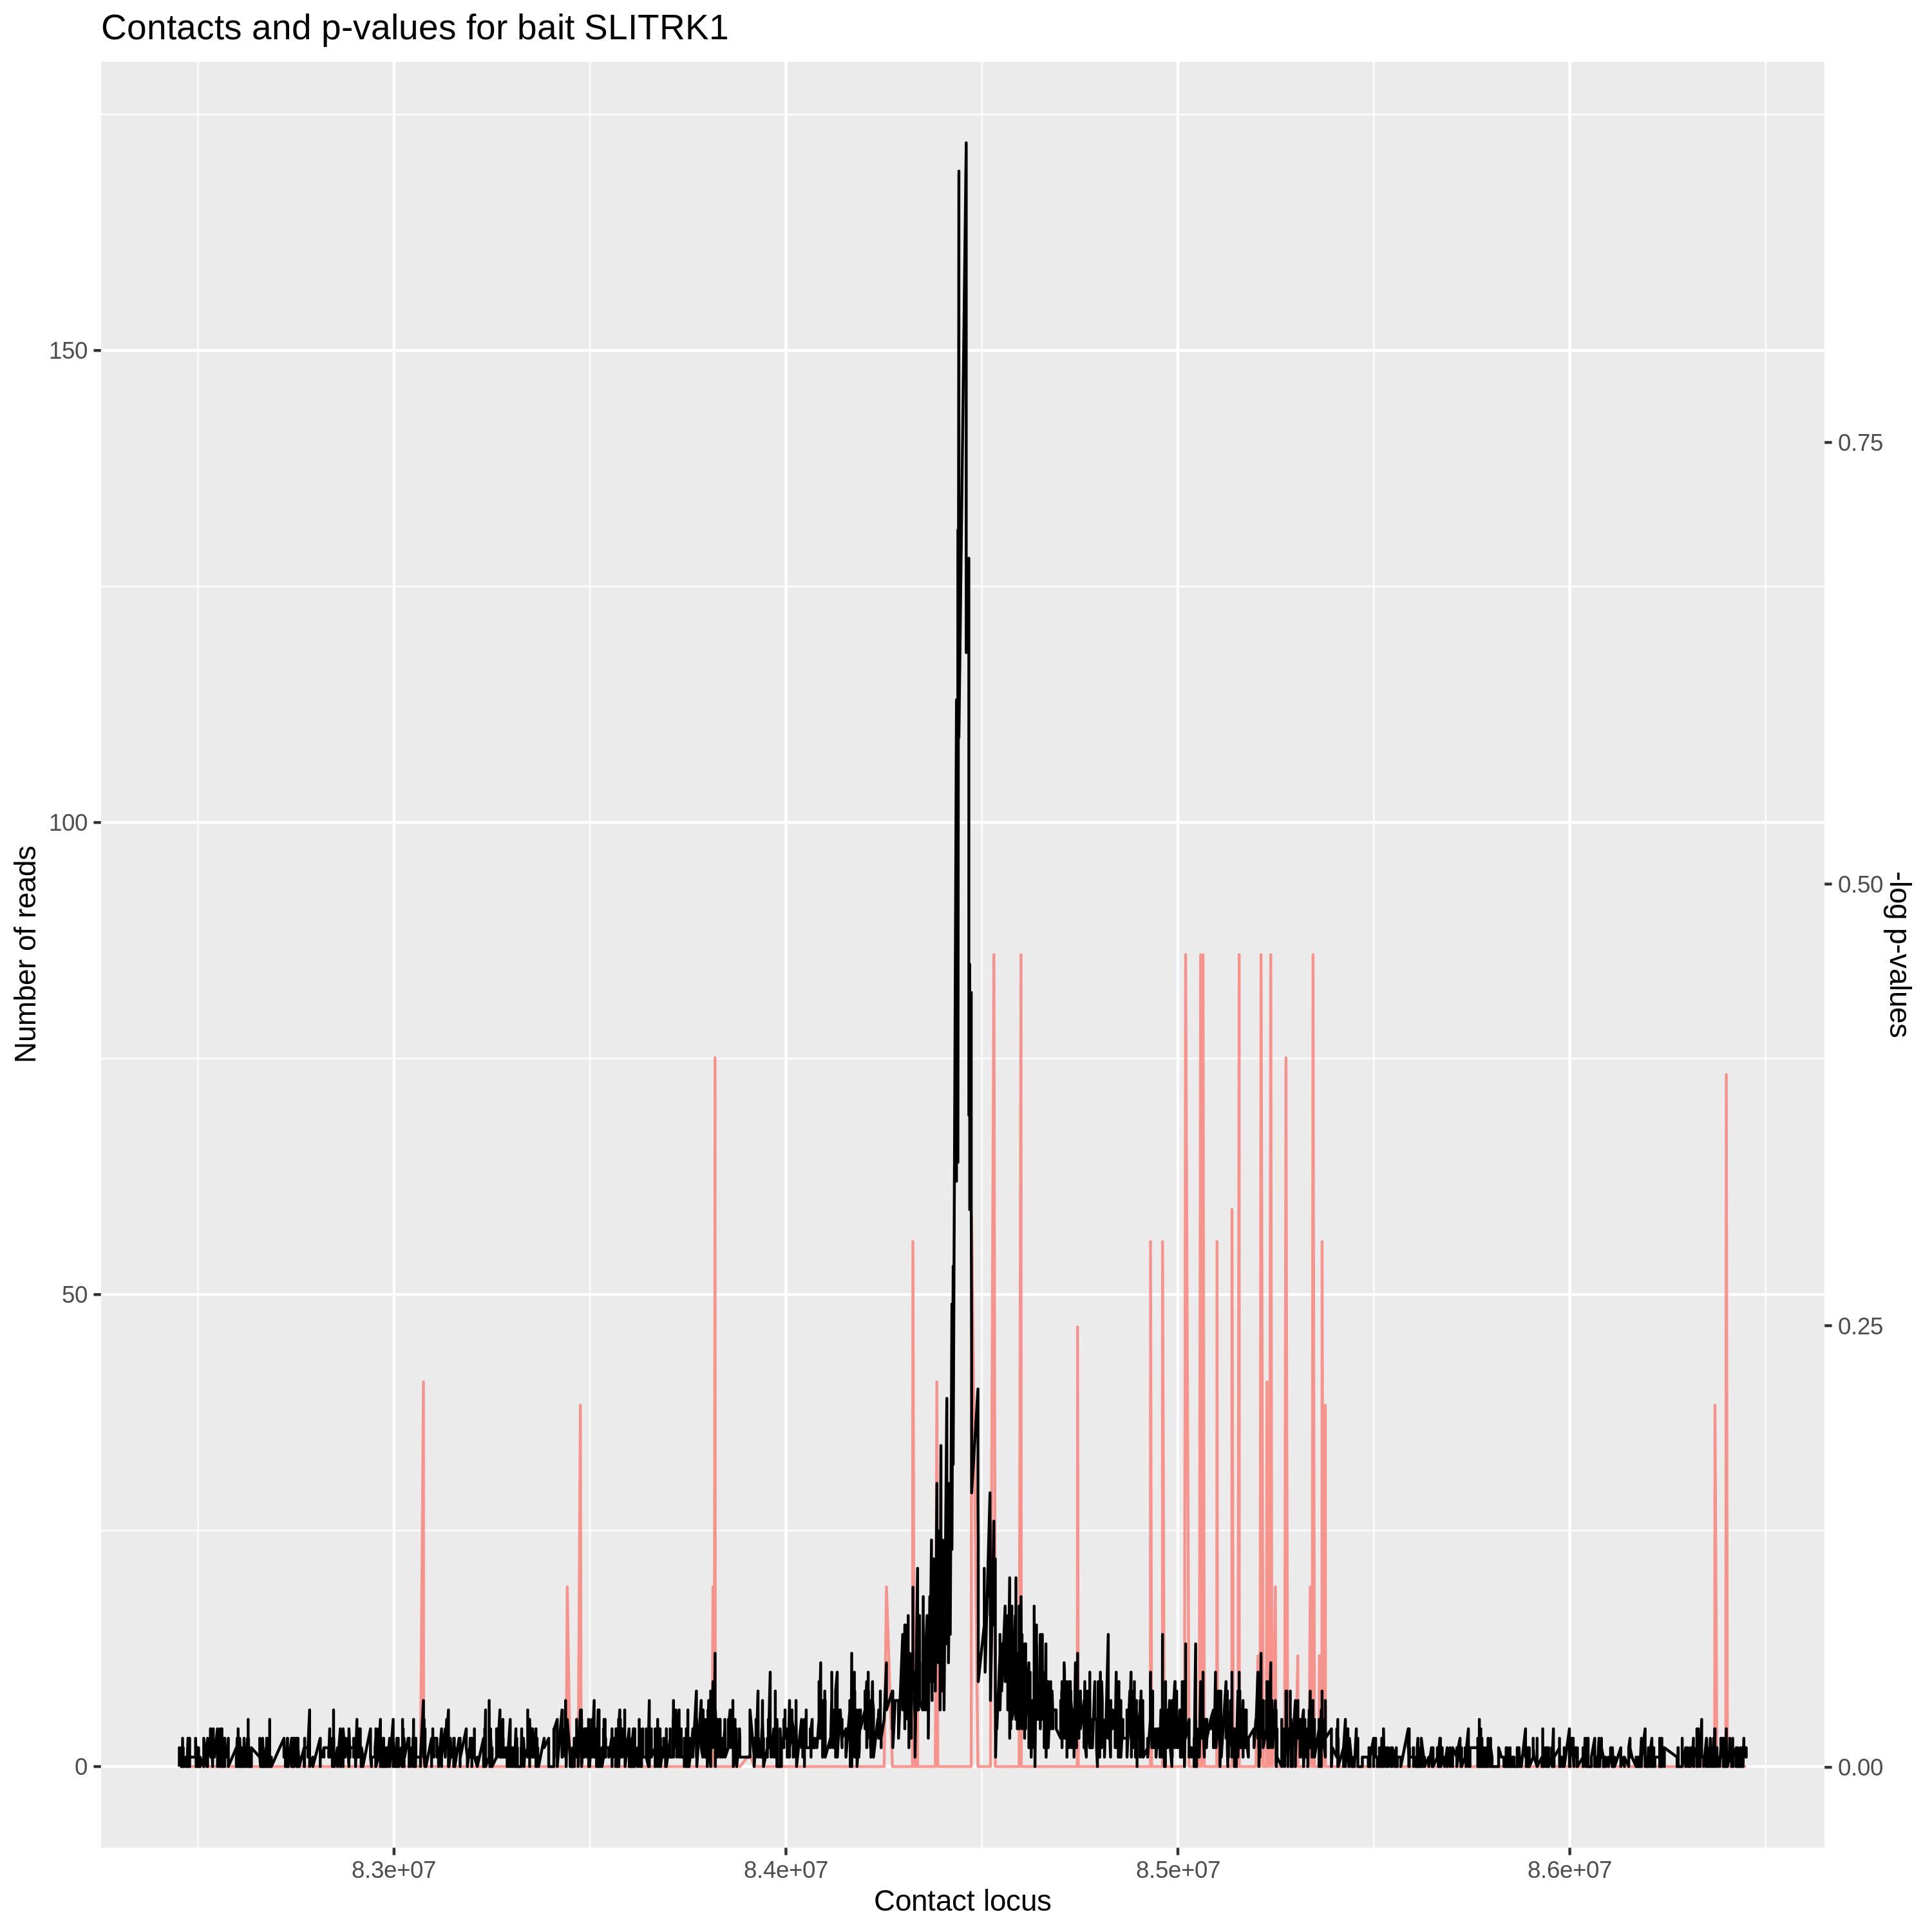 Contacts and p-values for bait SLITRK1
150
100
50
0
Number of reads
0.75
0.50
0.25
0.00
-log p-values
8.3e+07
8.4e+07
8.5e+07
8.6e+07
Contact locus